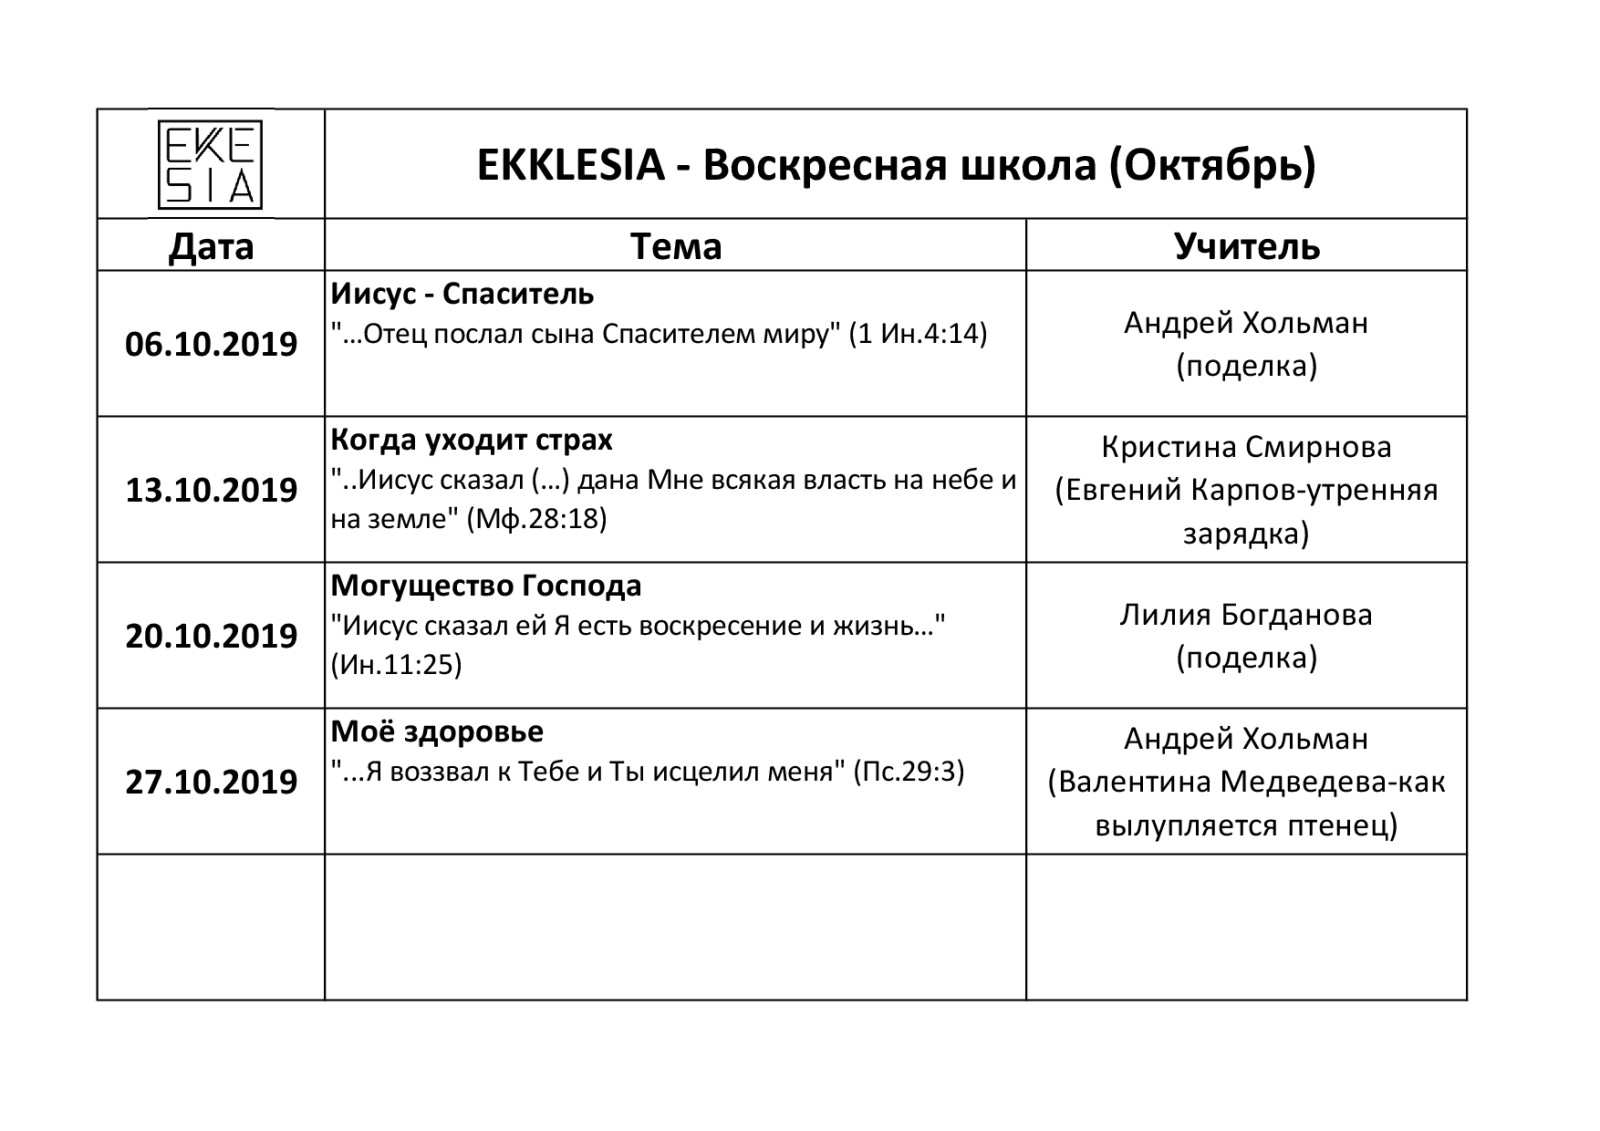 EKE
SIA
EKKLESIA - Воскресная школа (Октябрь)
Дата
Тема
Учитель
06.10.2019
Иисус - Спаситель
"...Отец послал сына Спасителем миру" (1 Ин.4:14)
Андрей Хольман
(поделка)
13.10.2019
Когда уходит страх
"..Иисус сказал (...) дана Мне всякая власть на небе и
на земле" (Мф.28:18)
Кристина Смирнова
(Евгений Карпов-утренняя
зарядка)
20.10.2019
Могущество Господа
"Иисус сказал ей Я есть воскресение и жизнь..."
(Ин.11:25)
Лилия Богданова
(поделка)
27.10.2019
Моё здоровье
"...Я воззвал к Тебе и Ты исцелил меня" (Пс.29:3)
Андрей Хольман
(Валентина Медведева-как
вылупляется птенец)